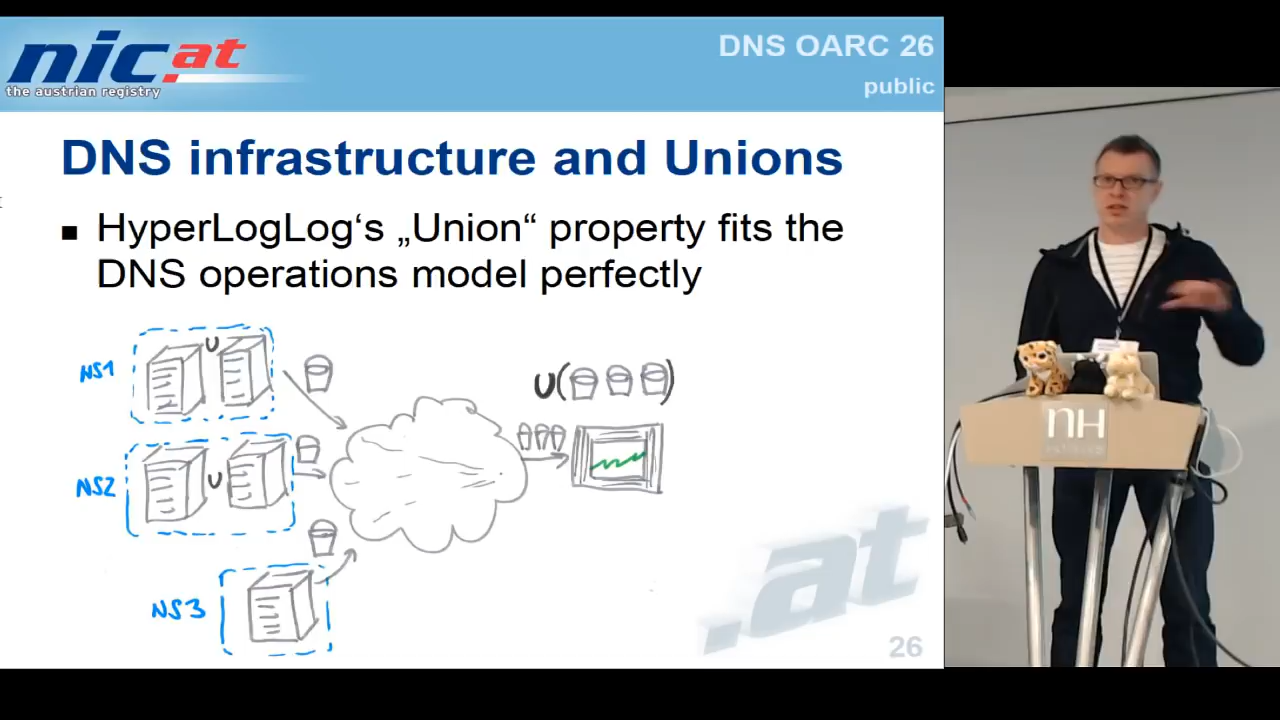 nic.at
the austrian registry
DNS OARC 26
public
DNS infrastructure and Unions
■ HyperLogLog‘s „Union“ property fits the
DNS operations model perfectly
NS1
U
U( )
NS2
U
NS3
.at
26
nH